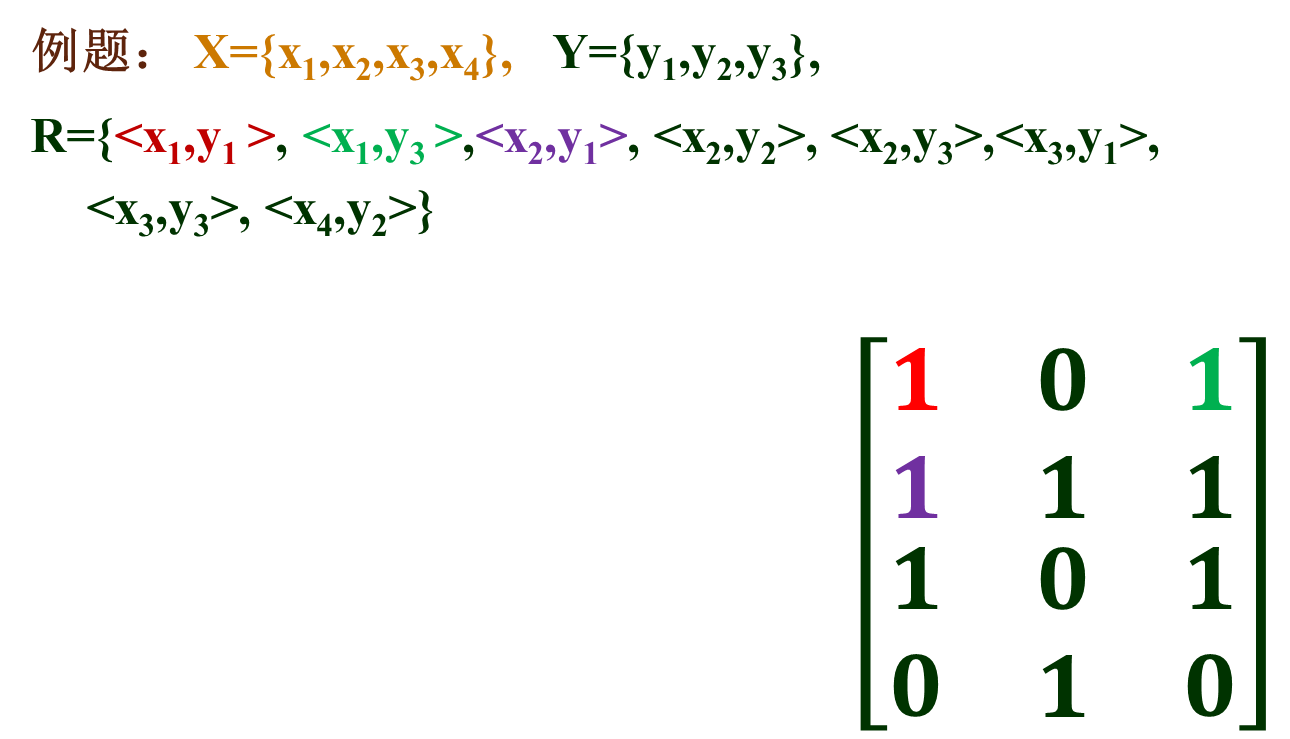 例题： X={x₁,x₂,x₃,x₄}, Y={y₁,y₂,y₃},
R={<x₁,y₁ >, <x₁,y₃ >,<x₂,y₁>, <x₂,y₂>, <x₂,y₃>,<x₃,y₁>,
<x₃,y₃>, <x₄,y₂>}
1 0 1
1 1 1
1 0 1
0 1 0